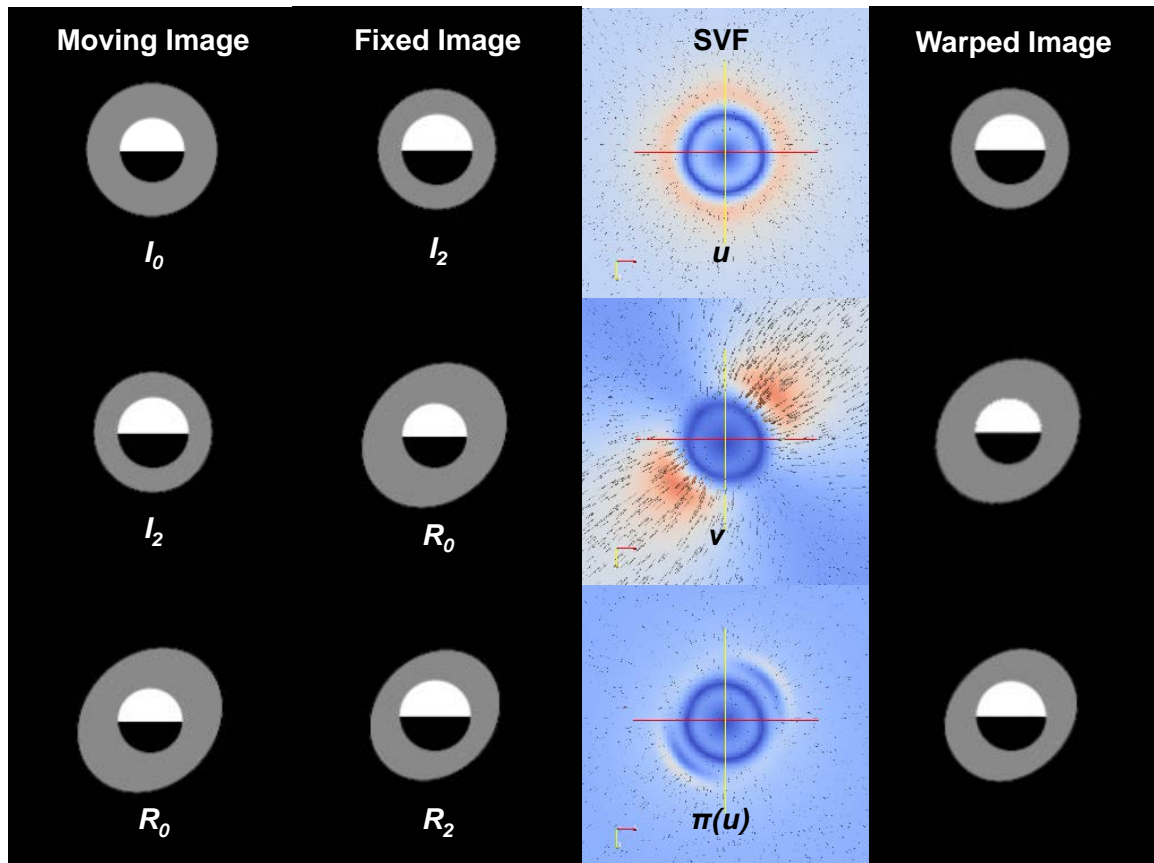 Moving Image Fixed Image SVF Warped Image
I0 I2 u
I2 R0 v
R0 R2 π(u)